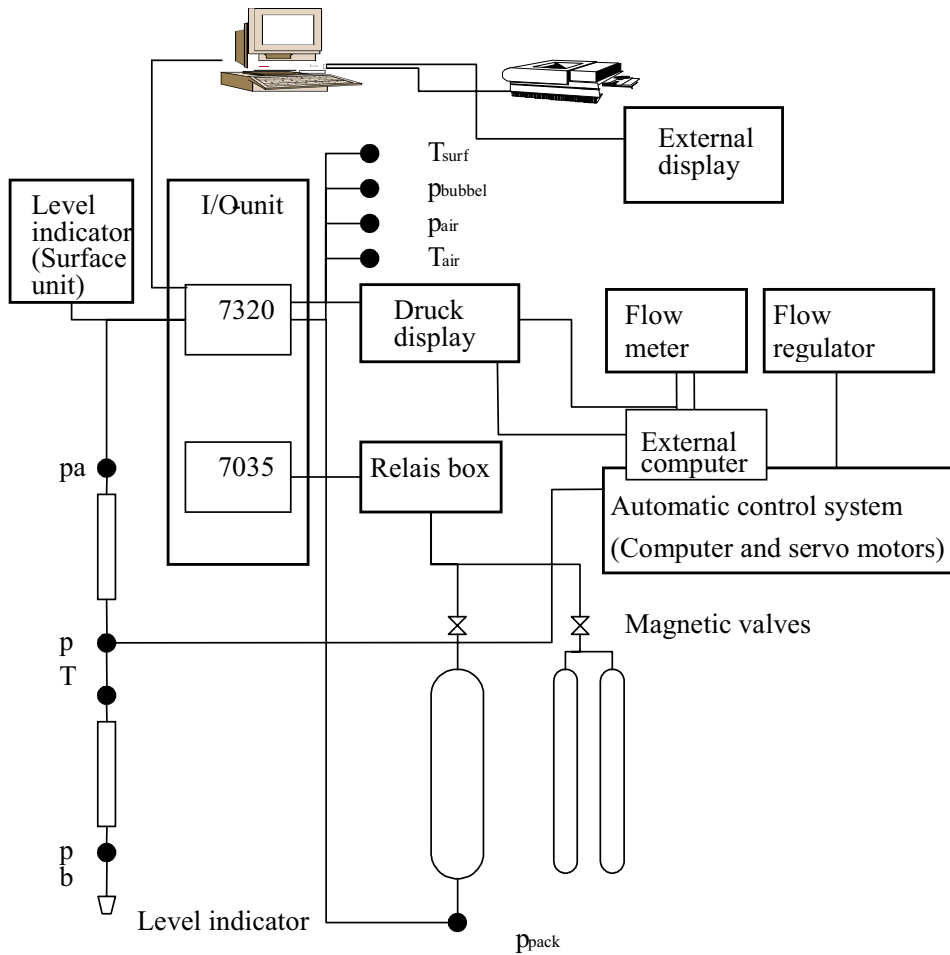 External
display
Tsurf
pbubbel
pair
Tair
Level
indicator
(Surface
unit)
I/O-unit
7320
7035
Druck
display
Flow
meter
Flow
regulator
External
computer
Relais box
Automatic control system
(Computer and servo motors)
pa
p
T
p
b
Magnetic valves
Level indicator
ppack